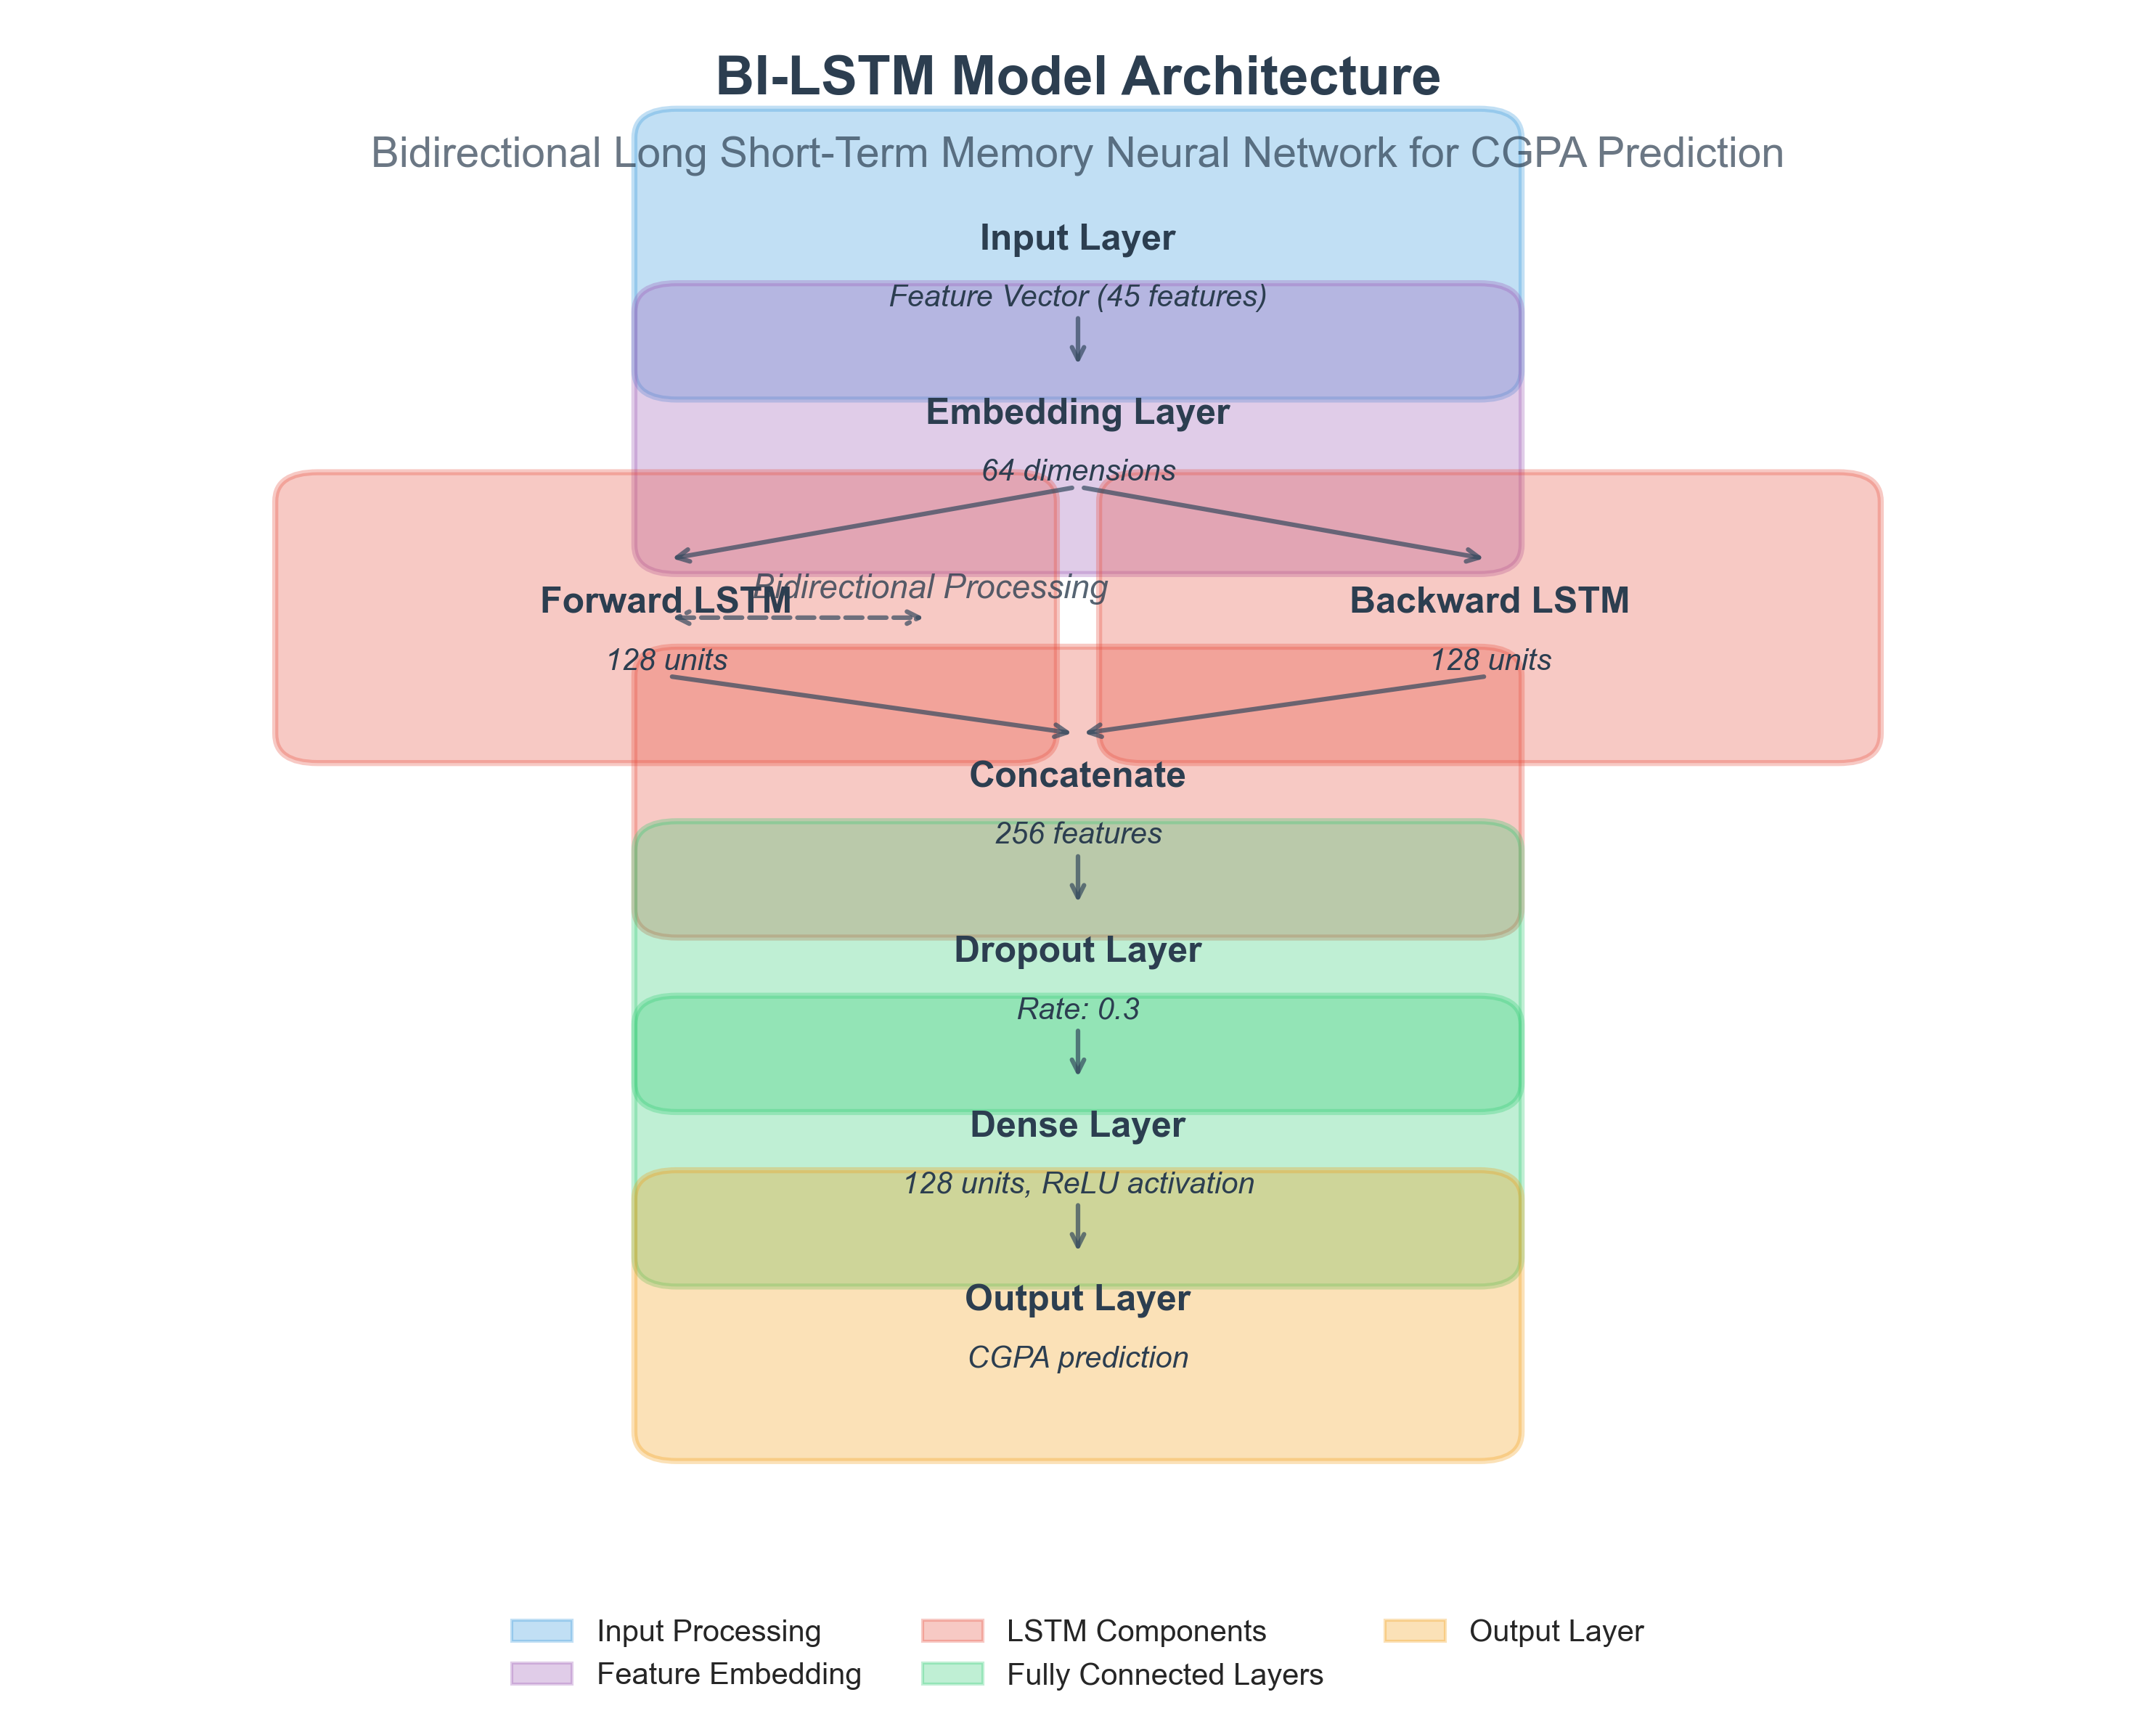 BI-LSTM Model Architecture
Bidirectional Long Short-Term Memory Neural Network for CGPA Prediction
Input Layer
Feature Vector (45 features)
Embedding Layer
64 dimensions
Bidirectional Processing
Forward LSTM
Backward LSTM
128 units
128 units
Concatenate
256 features
Dropout Layer
Rate: 0.3
Dense Layer
128 units, ReLU activation
Output Layer
CGPA prediction
Input Processing
Feature Embedding
LSTM Components
Fully Connected Layers
Output Layer